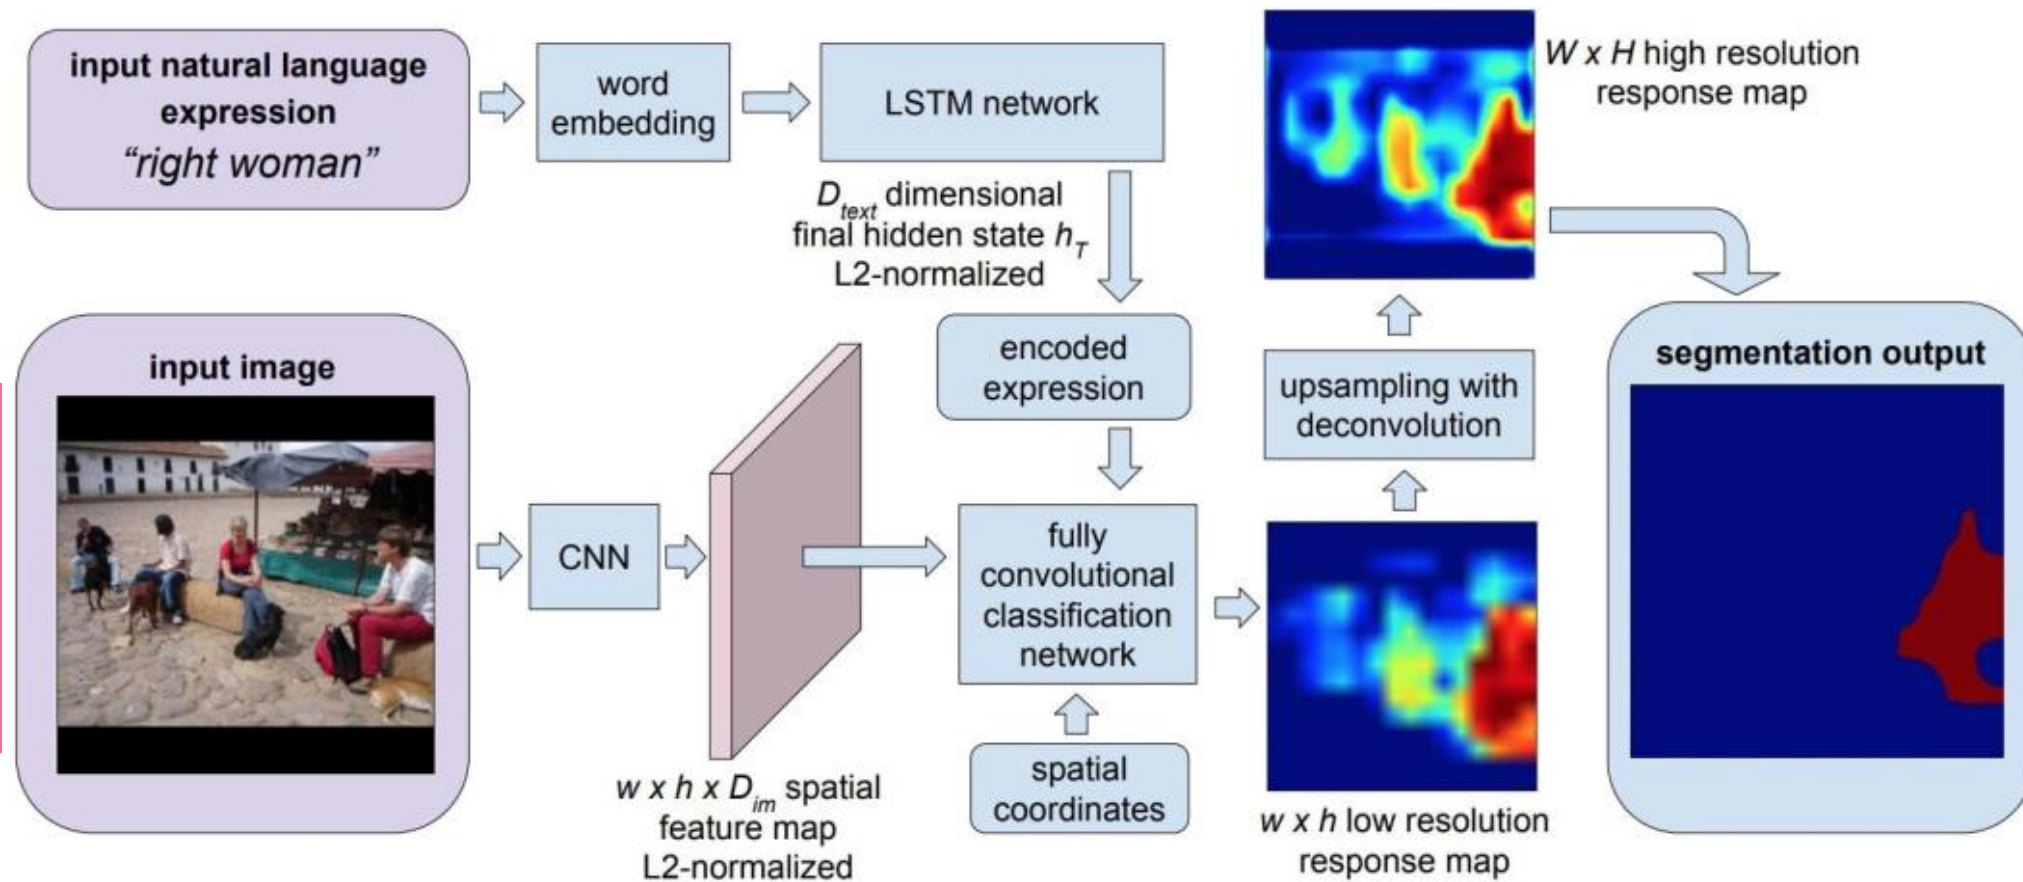 input natural language
expression
“right woman”
word
embedding
LSTM network
W x H high resolution
response map
D_text dimensional
final hidden state h_T
L2-normalized
input image
encoded
expression
upsampling with
deconvolution
segmentation output
CNN
fully
convolutional
classification
network
w x h x D_im spatial
feature map
L2-normalized
spatial
coordinates
w x h low resolution
response map